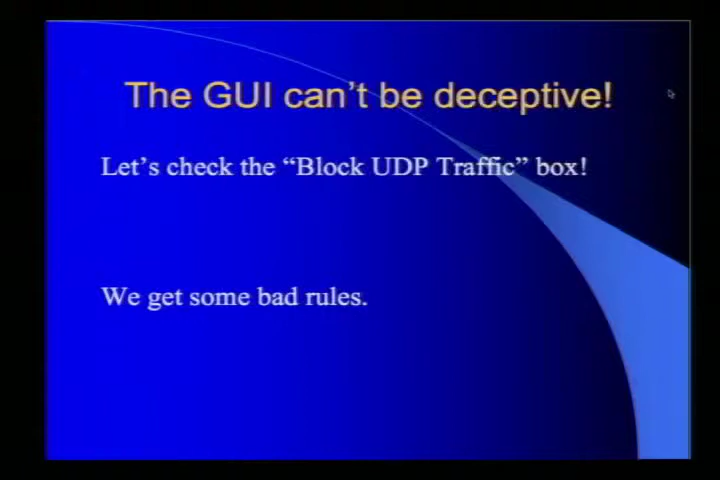 The GUI can't be deceptive!
Let's check the “Block UDP Traffic” box!
We get some bad rules.